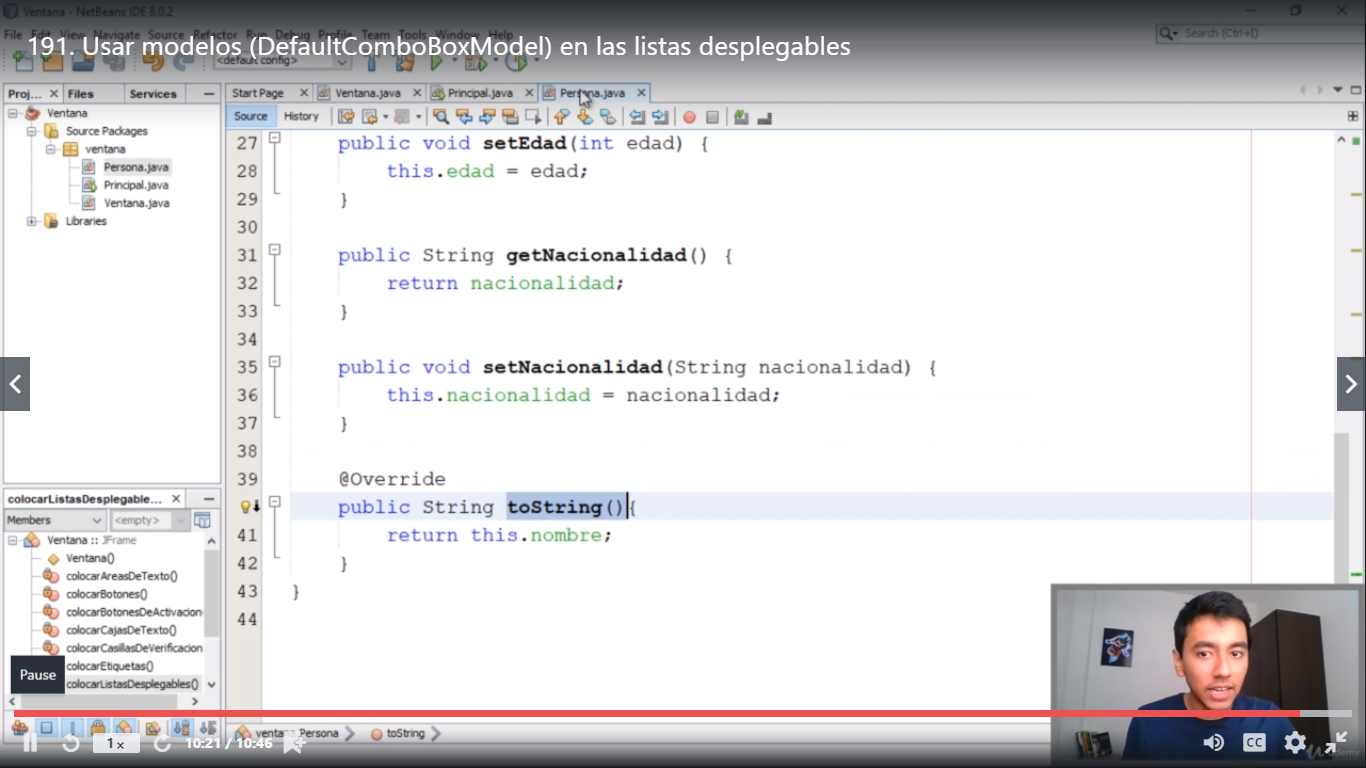 Ventana - NetBeans IDE 8.0.2
File Edit View Navigate Source Refactor Run Debug Profile Team Tools Window Help
191. Usar modelos (DefaultComboBoxModel) en las listas desplegables
Search (Ctrl+I)
<default config>
Proj... Files Services
Start Page Ventana.java Principal.java Persona.java
Source History
Ventana
Source Packages
ventana
Persona.java
Principal.java
Ventana.java
Libraries
27 public void setEdad(int edad) {
28 this.edad = edad;
29 }
30
31 public String getNacionalidad() {
32 return nacionalidad;
33 }
34
35 public void setNacionalidad(String nacionalidad) {
36 this.nacionalidad = nacionalidad;
37 }
38
39 @Override
public String toString(){
41 return this.nombre;
42 }
43 }
44
colocarListasDesplegable...
Members <empty>
Ventana :: JFrame
Ventana()
colocarAreasDeTexto()
colocarBotones()
colocarBotonesDeActivacion
colocarCajasDeTexto()
colocarCasillasDeVerificacion
colocarEtiquetas()
colocarListasDesplegables()
Pause
ventana.Persona toString
1x 10:21 / 10:46 CC